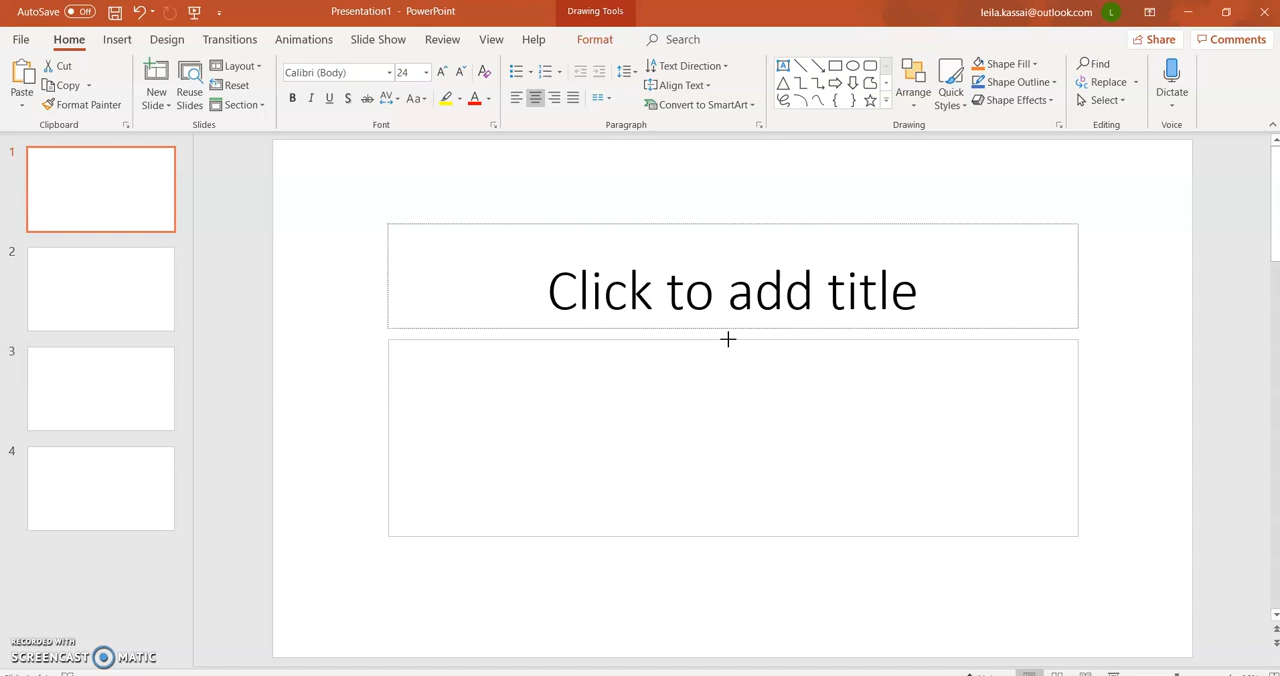 AutoSave Off Presentation1 - PowerPoint Drawing Tools leila.kassai@outlook.com L
File Home Insert Design Transitions Animations Slide Show Review View Help Format Search Share Comments
Paste Cut Copy Format Painter Clipboard
New Slide Reuse Slides Layout Reset Section Slides
Calibri (Body) 24 A A A
B I U S ab AV Aa A Font
Text Direction Align Text Convert to SmartArt Paragraph
Arrange Quick Styles Shape Fill Shape Outline Shape Effects Drawing
Find Replace Select Editing
Dictate Voice
1
2
3
4
Click to add title
RECORDED WITH
SCREENCAST MATIC